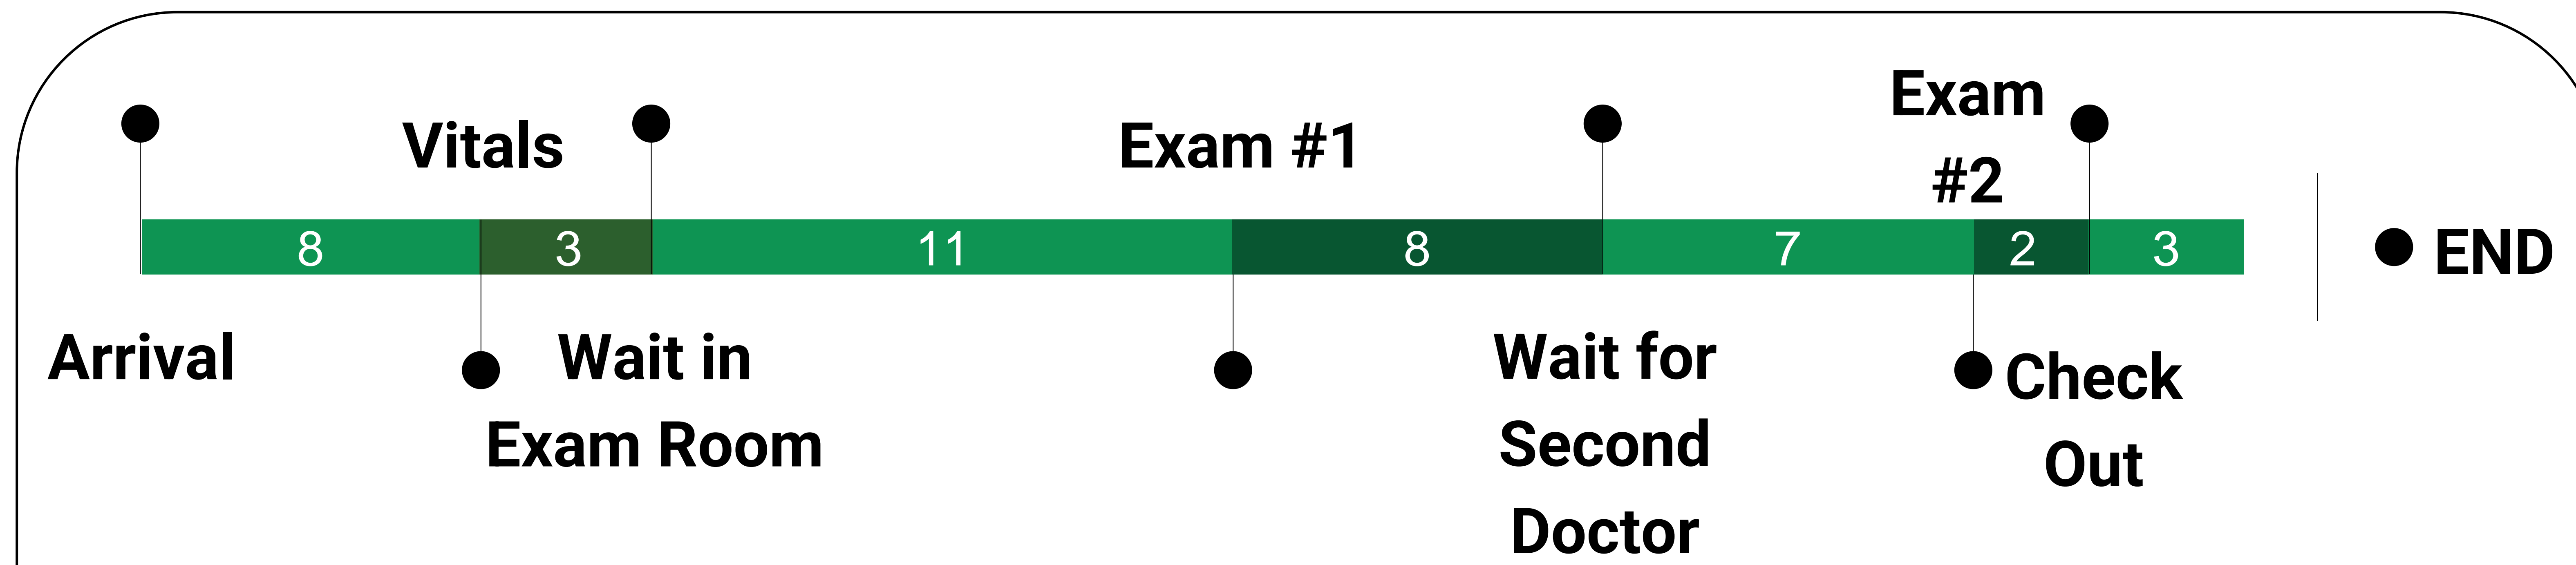 Vitals
Exam #1
Exam
#2
8
3
11
8
7
2
3
END
Arrival
Wait in
Exam Room
Wait for
Second
Doctor
Check
Out